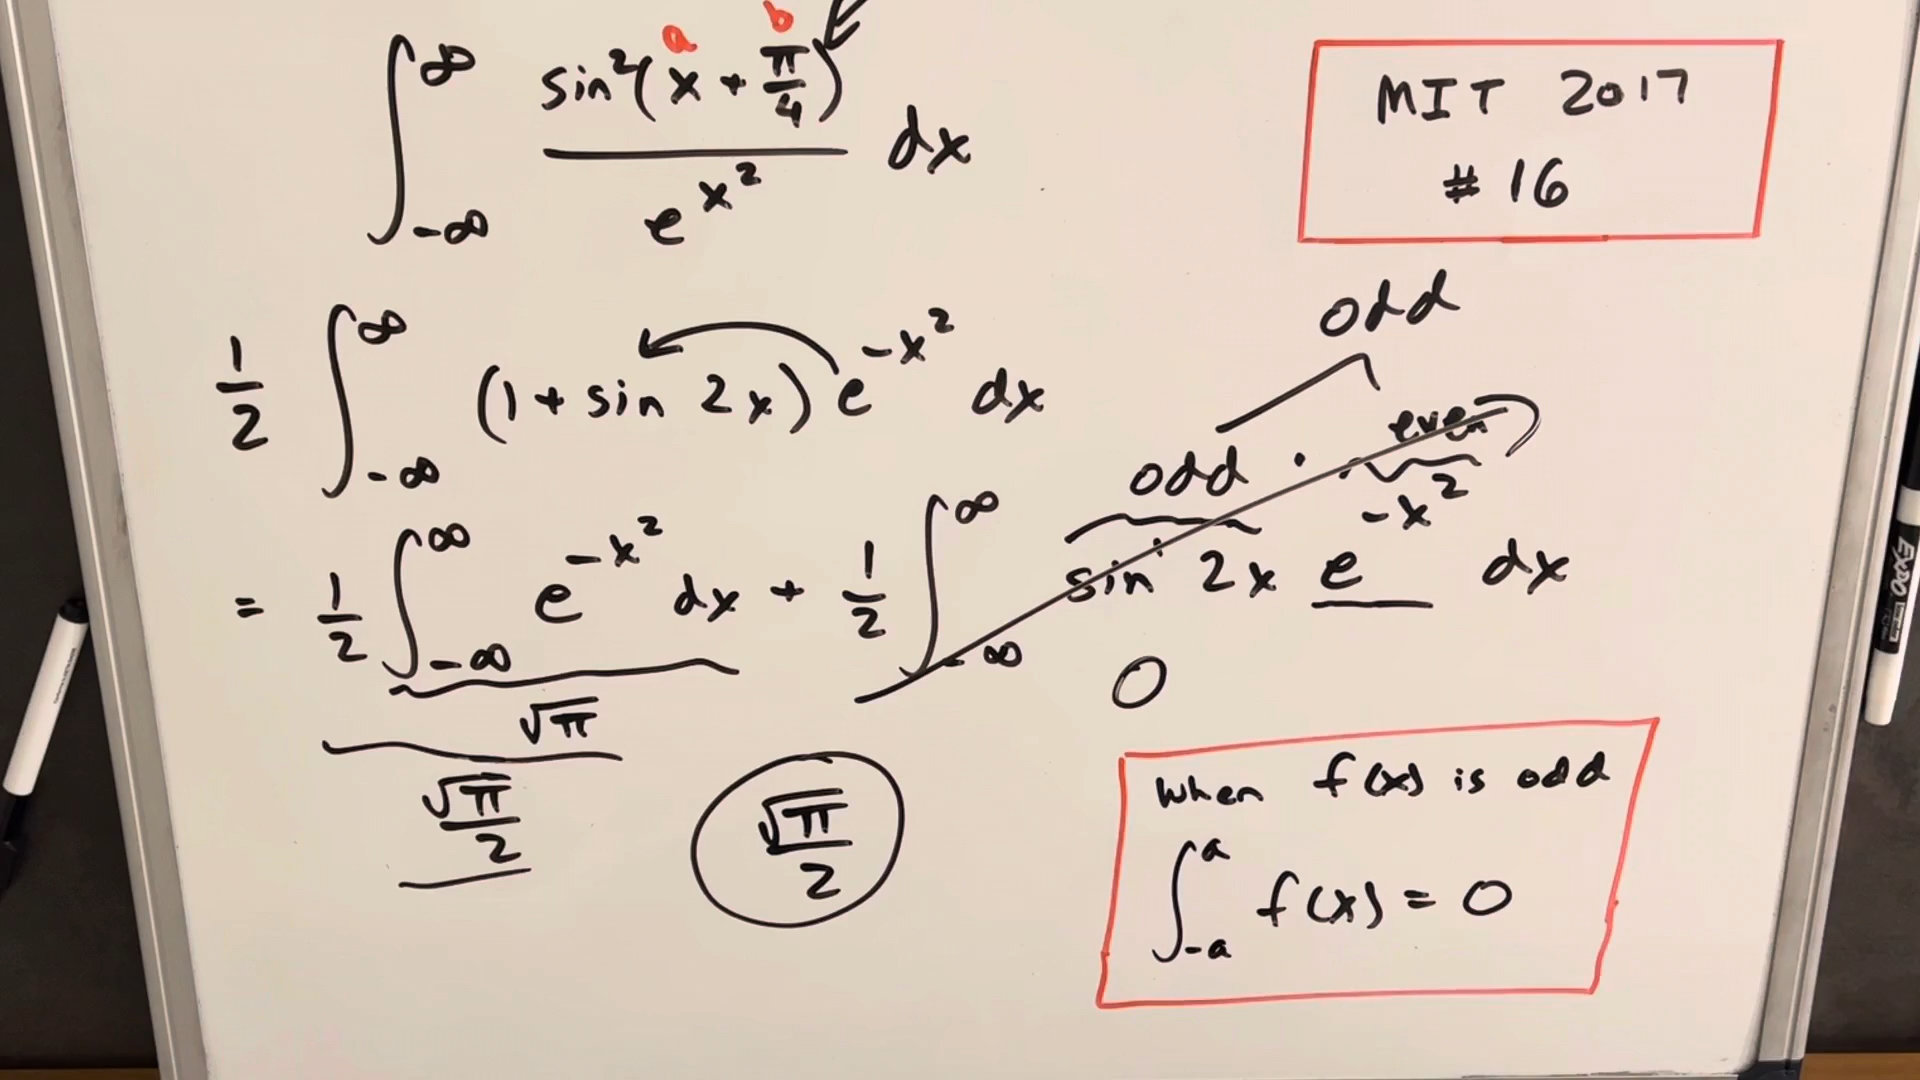 ∫_{-∞}^{∞} sin²(x + π/4) / e^{x²} dx
a
b
MIT 2017
# 16
1/2 ∫_{-∞}^{∞} (1 + sin 2x) e^{-x²} dx
odd
odd · even
= 1/2 ∫_{-∞}^{∞} e^{-x²} dx + 1/2 ∫_{-∞}^{∞} sin 2x e^{-x²} dx
√π
0
√π/2
√π/2
when f(x) is odd
∫_{-a}^{a} f(x) = 0
EXPO